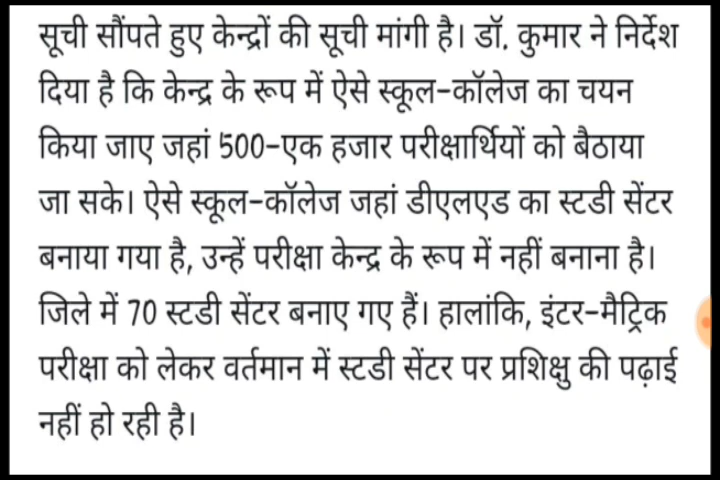 सूची सौंपते हुए केन्द्रों की सूची मांगी है। डॉ. कुमार ने निर्देश
दिया है कि केन्द्र के रूप में ऐसे स्कूल-कॉलेज का चयन
किया जाए जहां 500-एक हजार परीक्षार्थियों को बैठाया
जा सके। ऐसे स्कूल-कॉलेज जहां डीएलएड का स्टडी सेंटर
बनाया गया है, उन्हें परीक्षा केन्द्र के रूप में नहीं बनाना है।
जिले में 70 स्टडी सेंटर बनाए गए हैं। हालांकि, इंटर-मैट्रिक
परीक्षा को लेकर वर्तमान में स्टडी सेंटर पर प्रशिक्षु की पढ़ाई
नहीं हो रही है।